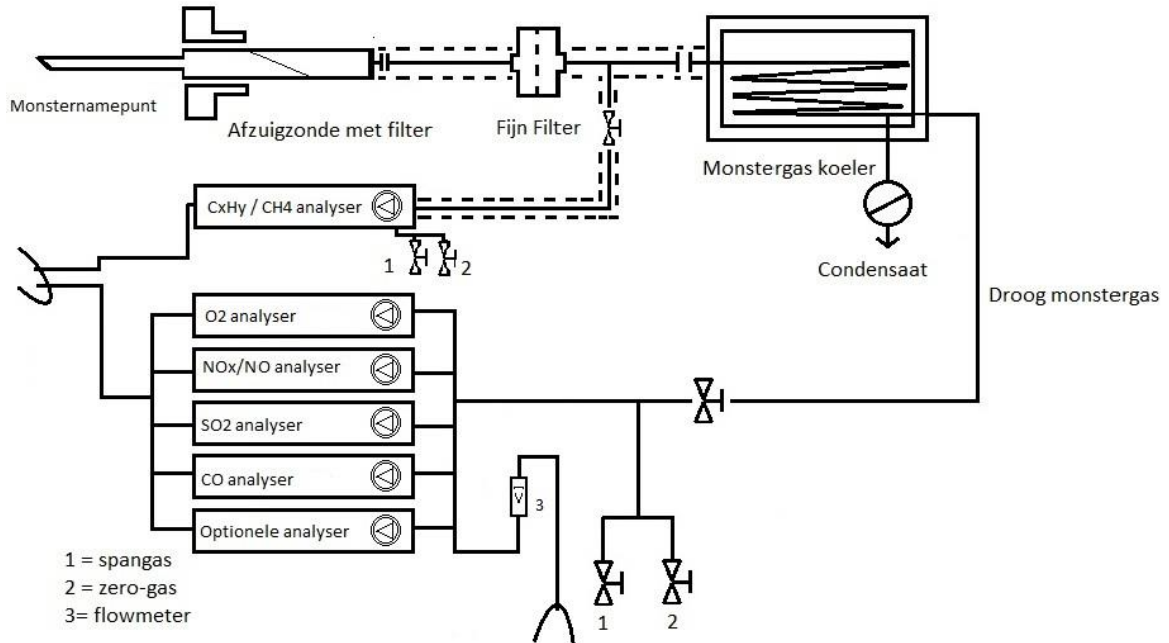 Monsternamepunt
Afzuigzonde met filter
Fijn Filter
Monstergas koeler
CxHy / CH4 analyser
1
2
Condensaat
Droog monstergas
O2 analyser
NOx/NO analyser
SO2 analyser
CO analyser
3
Optionele analyser
1 = spangas
2 = zero-gas
3= flowmeter
1
2